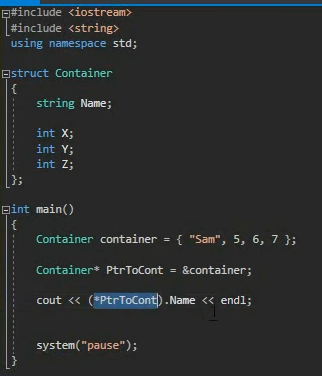 #include <iostream>
#include <string>
using namespace std;
struct Container
{
string Name;
int X;
int Y;
int Z;
};
int main()
{
Container container = { "Sam", 5, 6, 7 };
Container* PtrToCont = &container;
cout << (*PtrToCont).Name << endl;
system("pause");
}